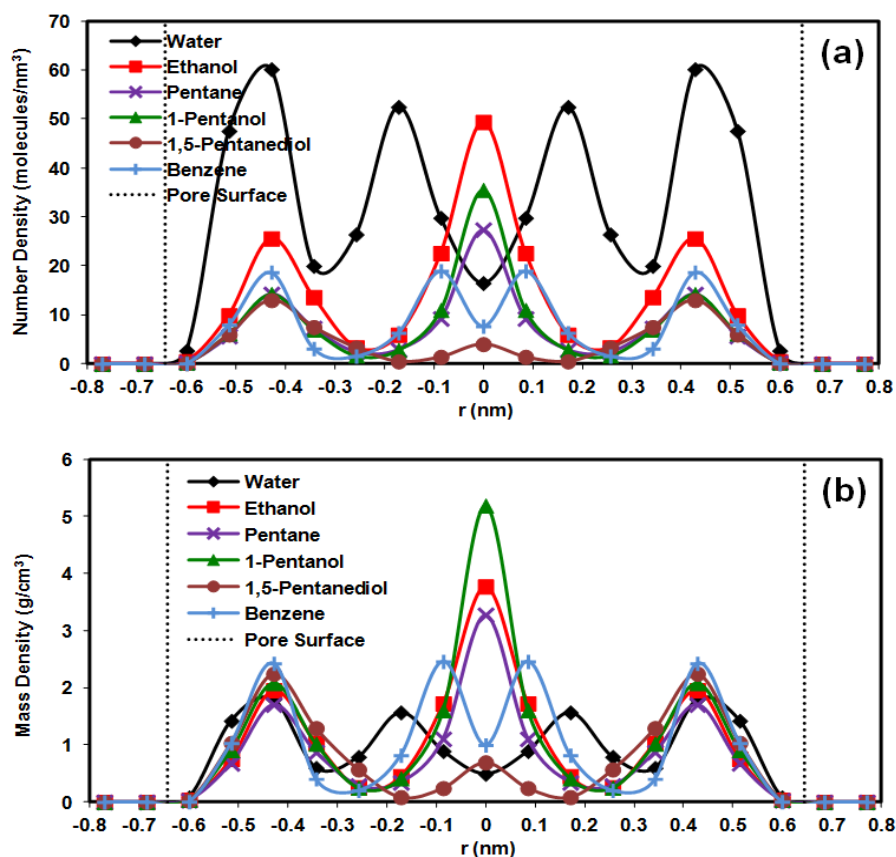 (a)
Number Density (molecules/nm³)
70
60
50
40
30
20
10
0
Water
Ethanol
Pentane
1-Pentanol
1,5-Pentanediol
Benzene
Pore Surface
-0.8 -0.7 -0.6 -0.5 -0.4 -0.3 -0.2 -0.1 0 0.1 0.2 0.3 0.4 0.5 0.6 0.7 0.8
r (nm)
(b)
Mass Density (g/cm³)
6
5
4
3
2
1
0
Water
Ethanol
Pentane
1-Pentanol
1,5-Pentanediol
Benzene
Pore Surface
-0.8 -0.7 -0.6 -0.5 -0.4 -0.3 -0.2 -0.1 0 0.1 0.2 0.3 0.4 0.5 0.6 0.7 0.8
r (nm)